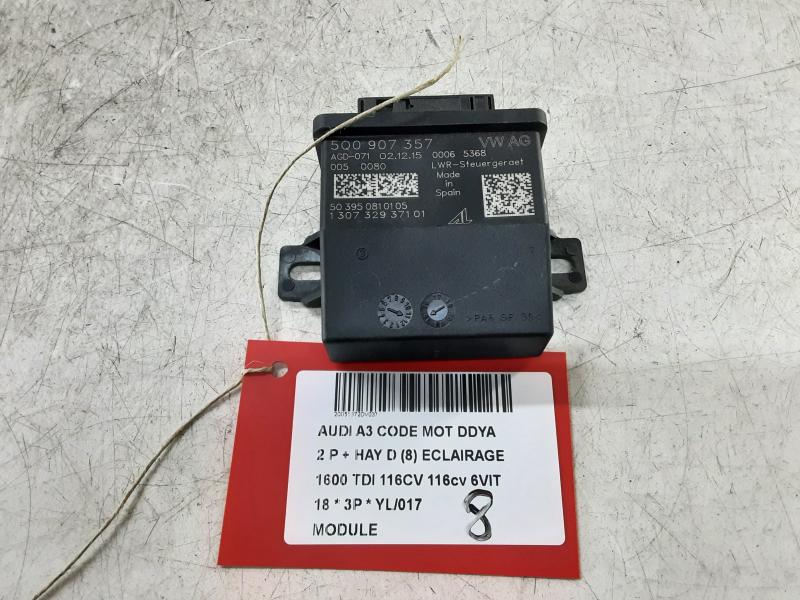 5Q0 907 357 VW AG
AGD-071 02.12.15 0006 5368
005 0080 LWR-Steuergeraet
Made
in
Spain
50 395 0810105
1 307 329 371 01
AL
AUDI A3 CODE MOT DDYA
2 P + HAY D (8) ECLAIRAGE
1600 TDI 116CV 116cv 6VIT
18 * 3P * YL/017
MODULE
8